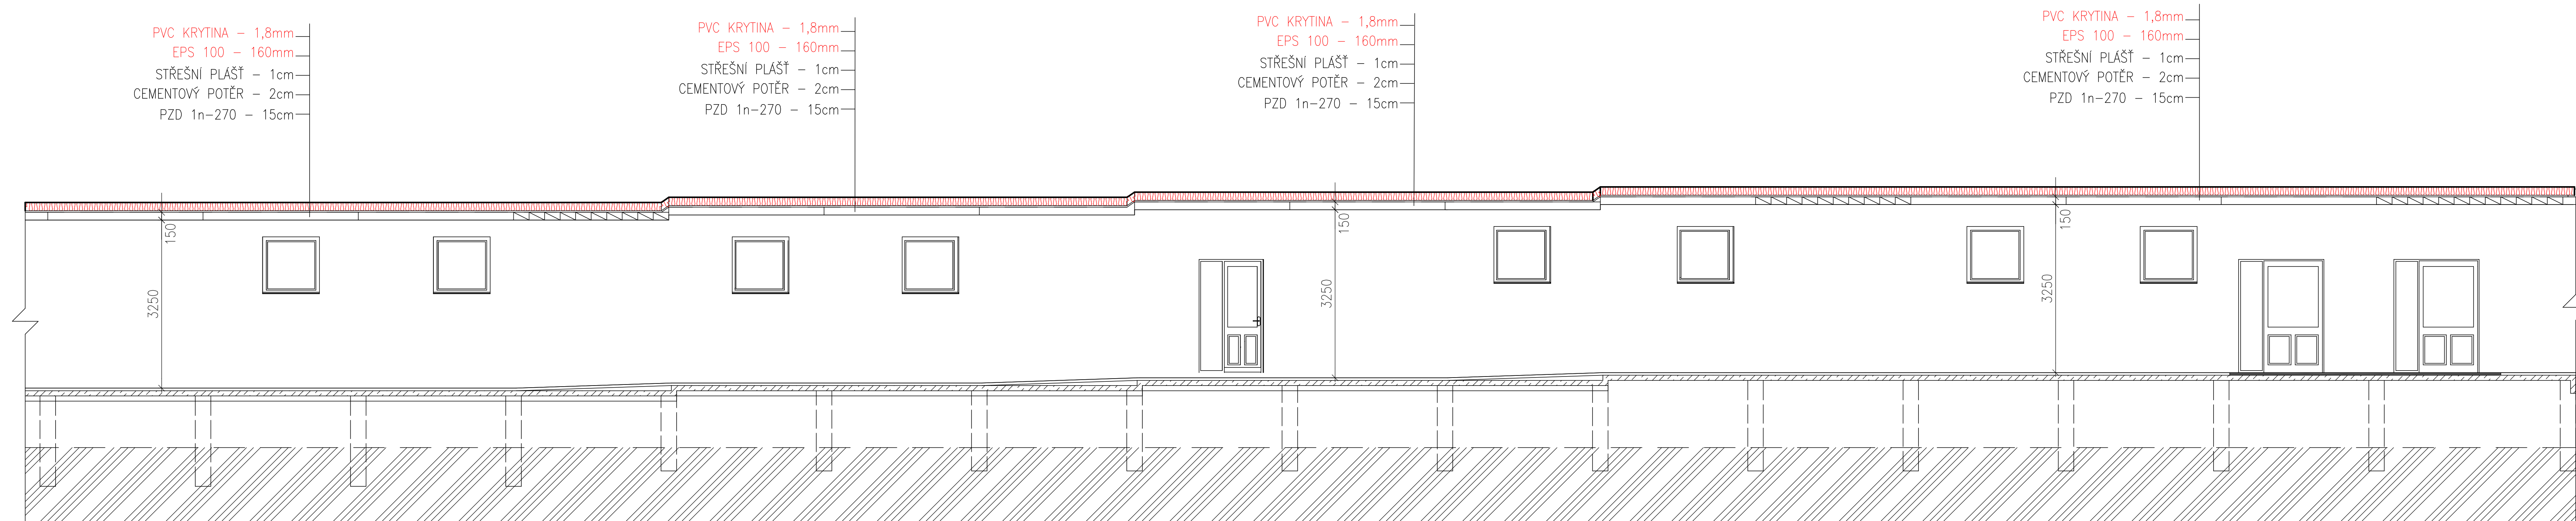 PVC KRYTINA – 1,8mm
EPS 100 – 160mm
STŘEŠNÍ PLÁŠŤ – 1cm
CEMENTOVÝ POTĚR – 2cm
PZD 1n-270 – 15cm
PVC KRYTINA – 1,8mm
EPS 100 – 160mm
STŘEŠNÍ PLÁŠŤ – 1cm
CEMENTOVÝ POTĚR – 2cm
PZD 1n-270 – 15cm
PVC KRYTINA – 1,8mm
EPS 100 – 160mm
STŘEŠNÍ PLÁŠŤ – 1cm
CEMENTOVÝ POTĚR – 2cm
PZD 1n-270 – 15cm
PVC KRYTINA – 1,8mm
EPS 100 – 160mm
STŘEŠNÍ PLÁŠŤ – 1cm
CEMENTOVÝ POTĚR – 2cm
PZD 1n-270 – 15cm
150
3250
150
3250
150
3250